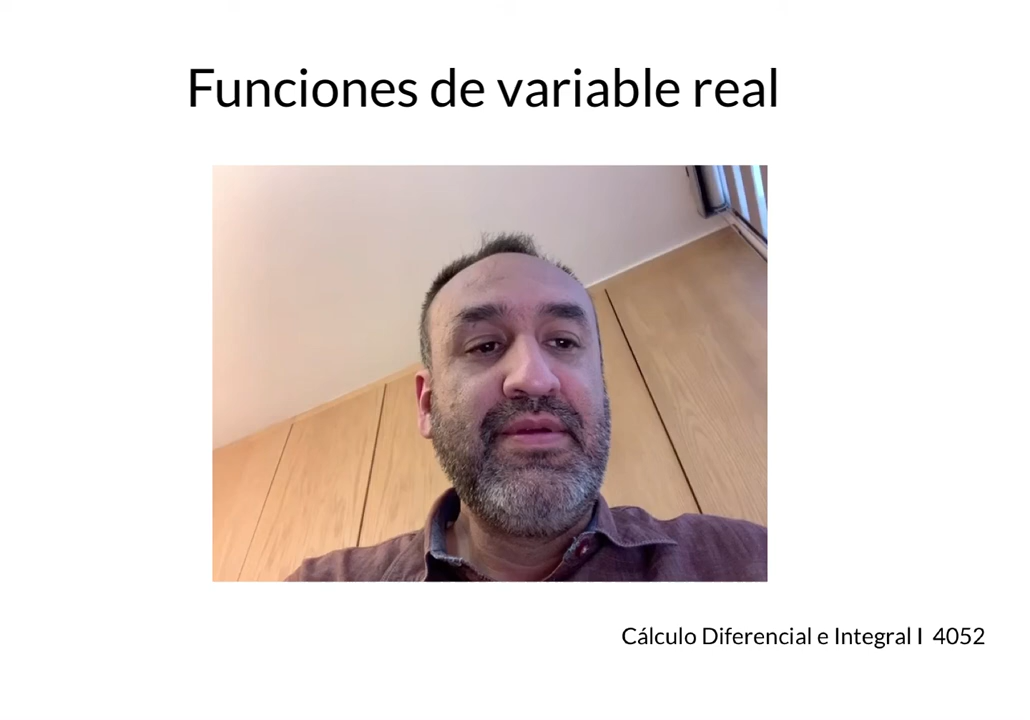 Funciones de variable real
Cálculo Diferencial e Integral I 4052